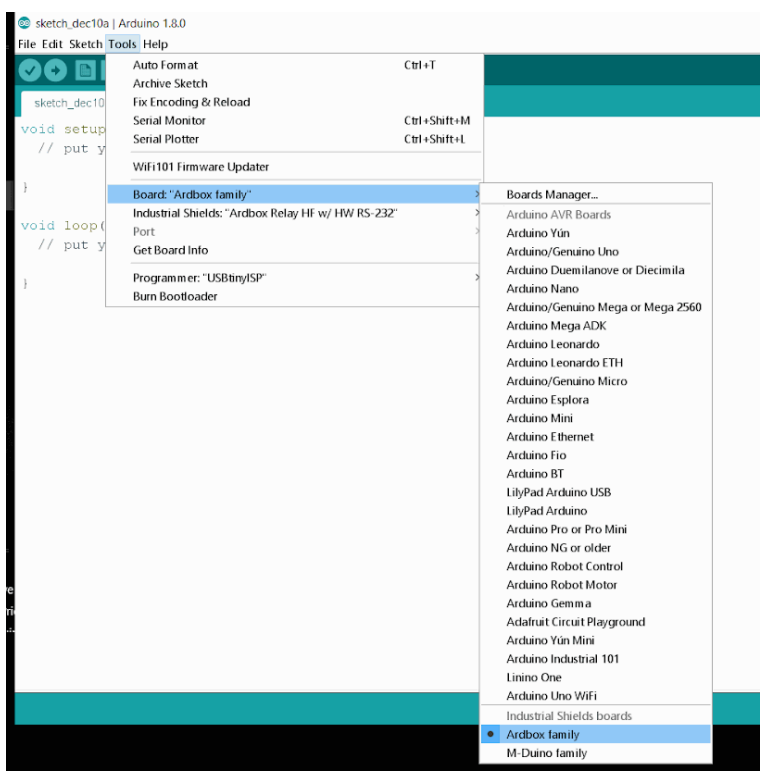 sketch_dec10a | Arduino 1.8.0
File Edit Sketch Tools Help
sketch_dec10
void setup
// put y
}
void loop(
// put y
}
Auto Format Ctrl+T
Archive Sketch
Fix Encoding & Reload
Serial Monitor Ctrl+Shift+M
Serial Plotter Ctrl+Shift+L
WiFi101 Firmware Updater
Board: "Ardbox family"
Industrial Shields: "Ardbox Relay HF w/ HW RS-232"
Port
Get Board Info
Programmer: "USBtinyISP"
Burn Bootloader
Boards Manager...
Arduino AVR Boards
Arduino Yún
Arduino/Genuino Uno
Arduino Duemilanove or Diecimila
Arduino Nano
Arduino/Genuino Mega or Mega 2560
Arduino Mega ADK
Arduino Leonardo
Arduino Leonardo ETH
Arduino/Genuino Micro
Arduino Esplora
Arduino Mini
Arduino Ethernet
Arduino Fio
Arduino BT
LilyPad Arduino USB
LilyPad Arduino
Arduino Pro or Pro Mini
Arduino NG or older
Arduino Robot Control
Arduino Robot Motor
Arduino Gemma
Adafruit Circuit Playground
Arduino Yún Mini
Arduino Industrial 101
Linino One
Arduino Uno WiFi
Industrial Shields boards
Ardbox family
M-Duino family